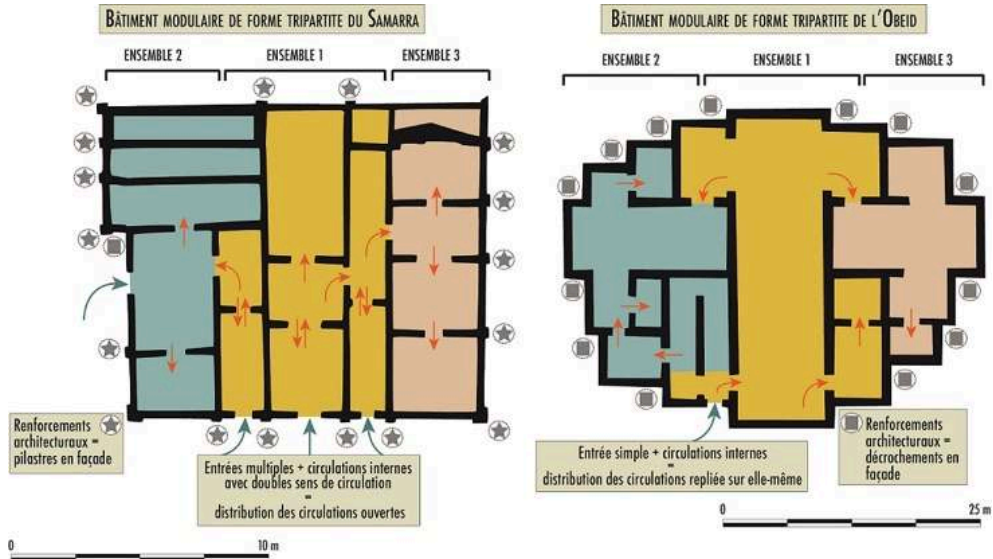 BÂTIMENT MODULAIRE DE FORME TRIPARTITE DU SAMARRA
ENSEMBLE 2
ENSEMBLE 1
ENSEMBLE 3
Renforcements
architecturaux =
pilastres en façade
Entrées multiples + circulations internes
avec doubles sens de circulation
=
distribution des circulations ouvertes
0
10 m
BÂTIMENT MODULAIRE DE FORME TRIPARTITE DE L'OBEID
ENSEMBLE 2
ENSEMBLE 1
ENSEMBLE 3
Entrée simple + circulations internes
=
distribution des circulations repliée sur elle-même
Renforcements
architecturaux =
décrochements en
façade
0
25 m